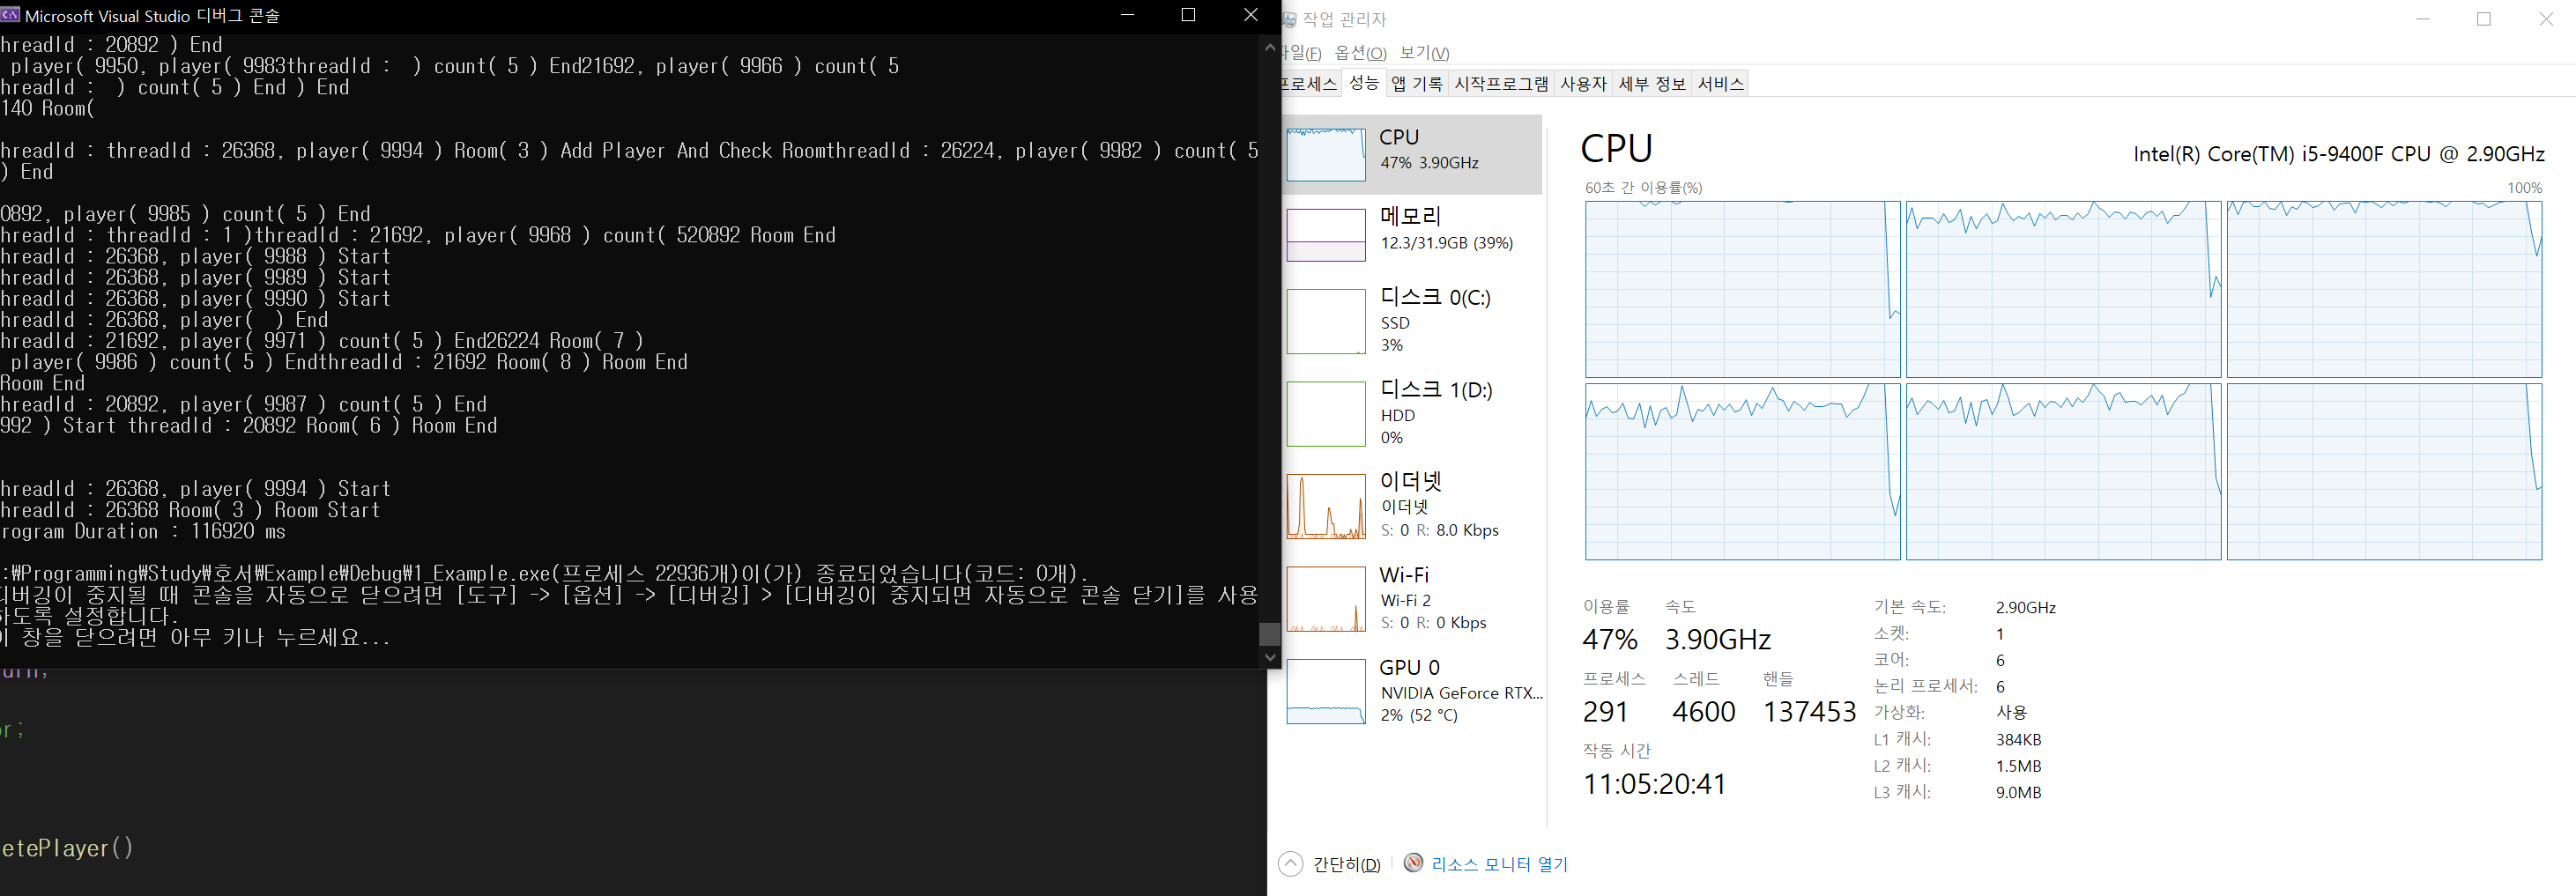 Microsoft Visual Studio 디버그 콘솔
hreadId : 20892 ) End
player( 9950, player( 9983threadId :  ) count( 5 ) End21692, player( 9966 ) count( 5
hreadId :  ) count( 5 ) End ) End
140 Room(
hreadId : threadId : 26368, player( 9994 ) Room( 3 ) Add Player And Check RoomthreadId : 26224, player( 9982 ) count( 5
) End
0892, player( 9985 ) count( 5 ) End
hreadId : threadId : 1 )threadId : 21692, player( 9968 ) count( 520892 Room End
hreadId : 26368, player( 9988 ) Start
hreadId : 26368, player( 9989 ) Start
hreadId : 26368, player( 9990 ) Start
hreadId : 26368, player(  ) End
hreadId : 21692, player( 9971 ) count( 5 ) End26224 Room( 7 )
player( 9986 ) count( 5 ) EndthreadId : 21692 Room( 8 ) Room End
Room End
hreadId : 20892, player( 9987 ) count( 5 ) End
992 ) Start threadId : 20892 Room( 6 ) Room End
hreadId : 26368, player( 9994 ) Start
hreadId : 26368 Room( 3 ) Room Start
rogram Duration : 116920 ms
:₩Programming₩Study₩호서₩Example₩Debug₩1_Example.exe(프로세스 22936개)이(가) 종료되었습니다(코드: 0개).
디버깅이 중지될 때 콘솔을 자동으로 닫으려면 [도구] -> [옵션] -> [디버깅] > [디버깅이 중지되면 자동으로 콘솔 닫기]를 사용
하도록 설정합니다.
이 창을 닫으려면 아무 키나 누르세요...
urn;
or;
etePlayer()
작업 관리자
파일(F) 옵션(O) 보기(V)
프로세스 성능 앱 기록 시작프로그램 사용자 세부 정보 서비스
CPU
47% 3.90GHz
메모리
12.3/31.9GB (39%)
디스크 0(C:)
SSD
3%
디스크 1(D:)
HDD
0%
이더넷
이더넷
S: 0 R: 8.0 Kbps
Wi-Fi
Wi-Fi 2
S: 0 R: 0 Kbps
GPU 0
NVIDIA GeForce RTX...
2% (52 °C)
CPU
Intel(R) Core(TM) i5-9400F CPU @ 2.90GHz
60초 간 이용률(%)
100%
이용률 속도
47% 3.90GHz
프로세스 스레드 핸들
291 4600 137453
작동 시간
11:05:20:41
기본 속도: 2.90GHz
소켓: 1
코어: 6
논리 프로세서: 6
가상화: 사용
L1 캐시: 384KB
L2 캐시: 1.5MB
L3 캐시: 9.0MB
간단히(D)
리소스 모니터 열기